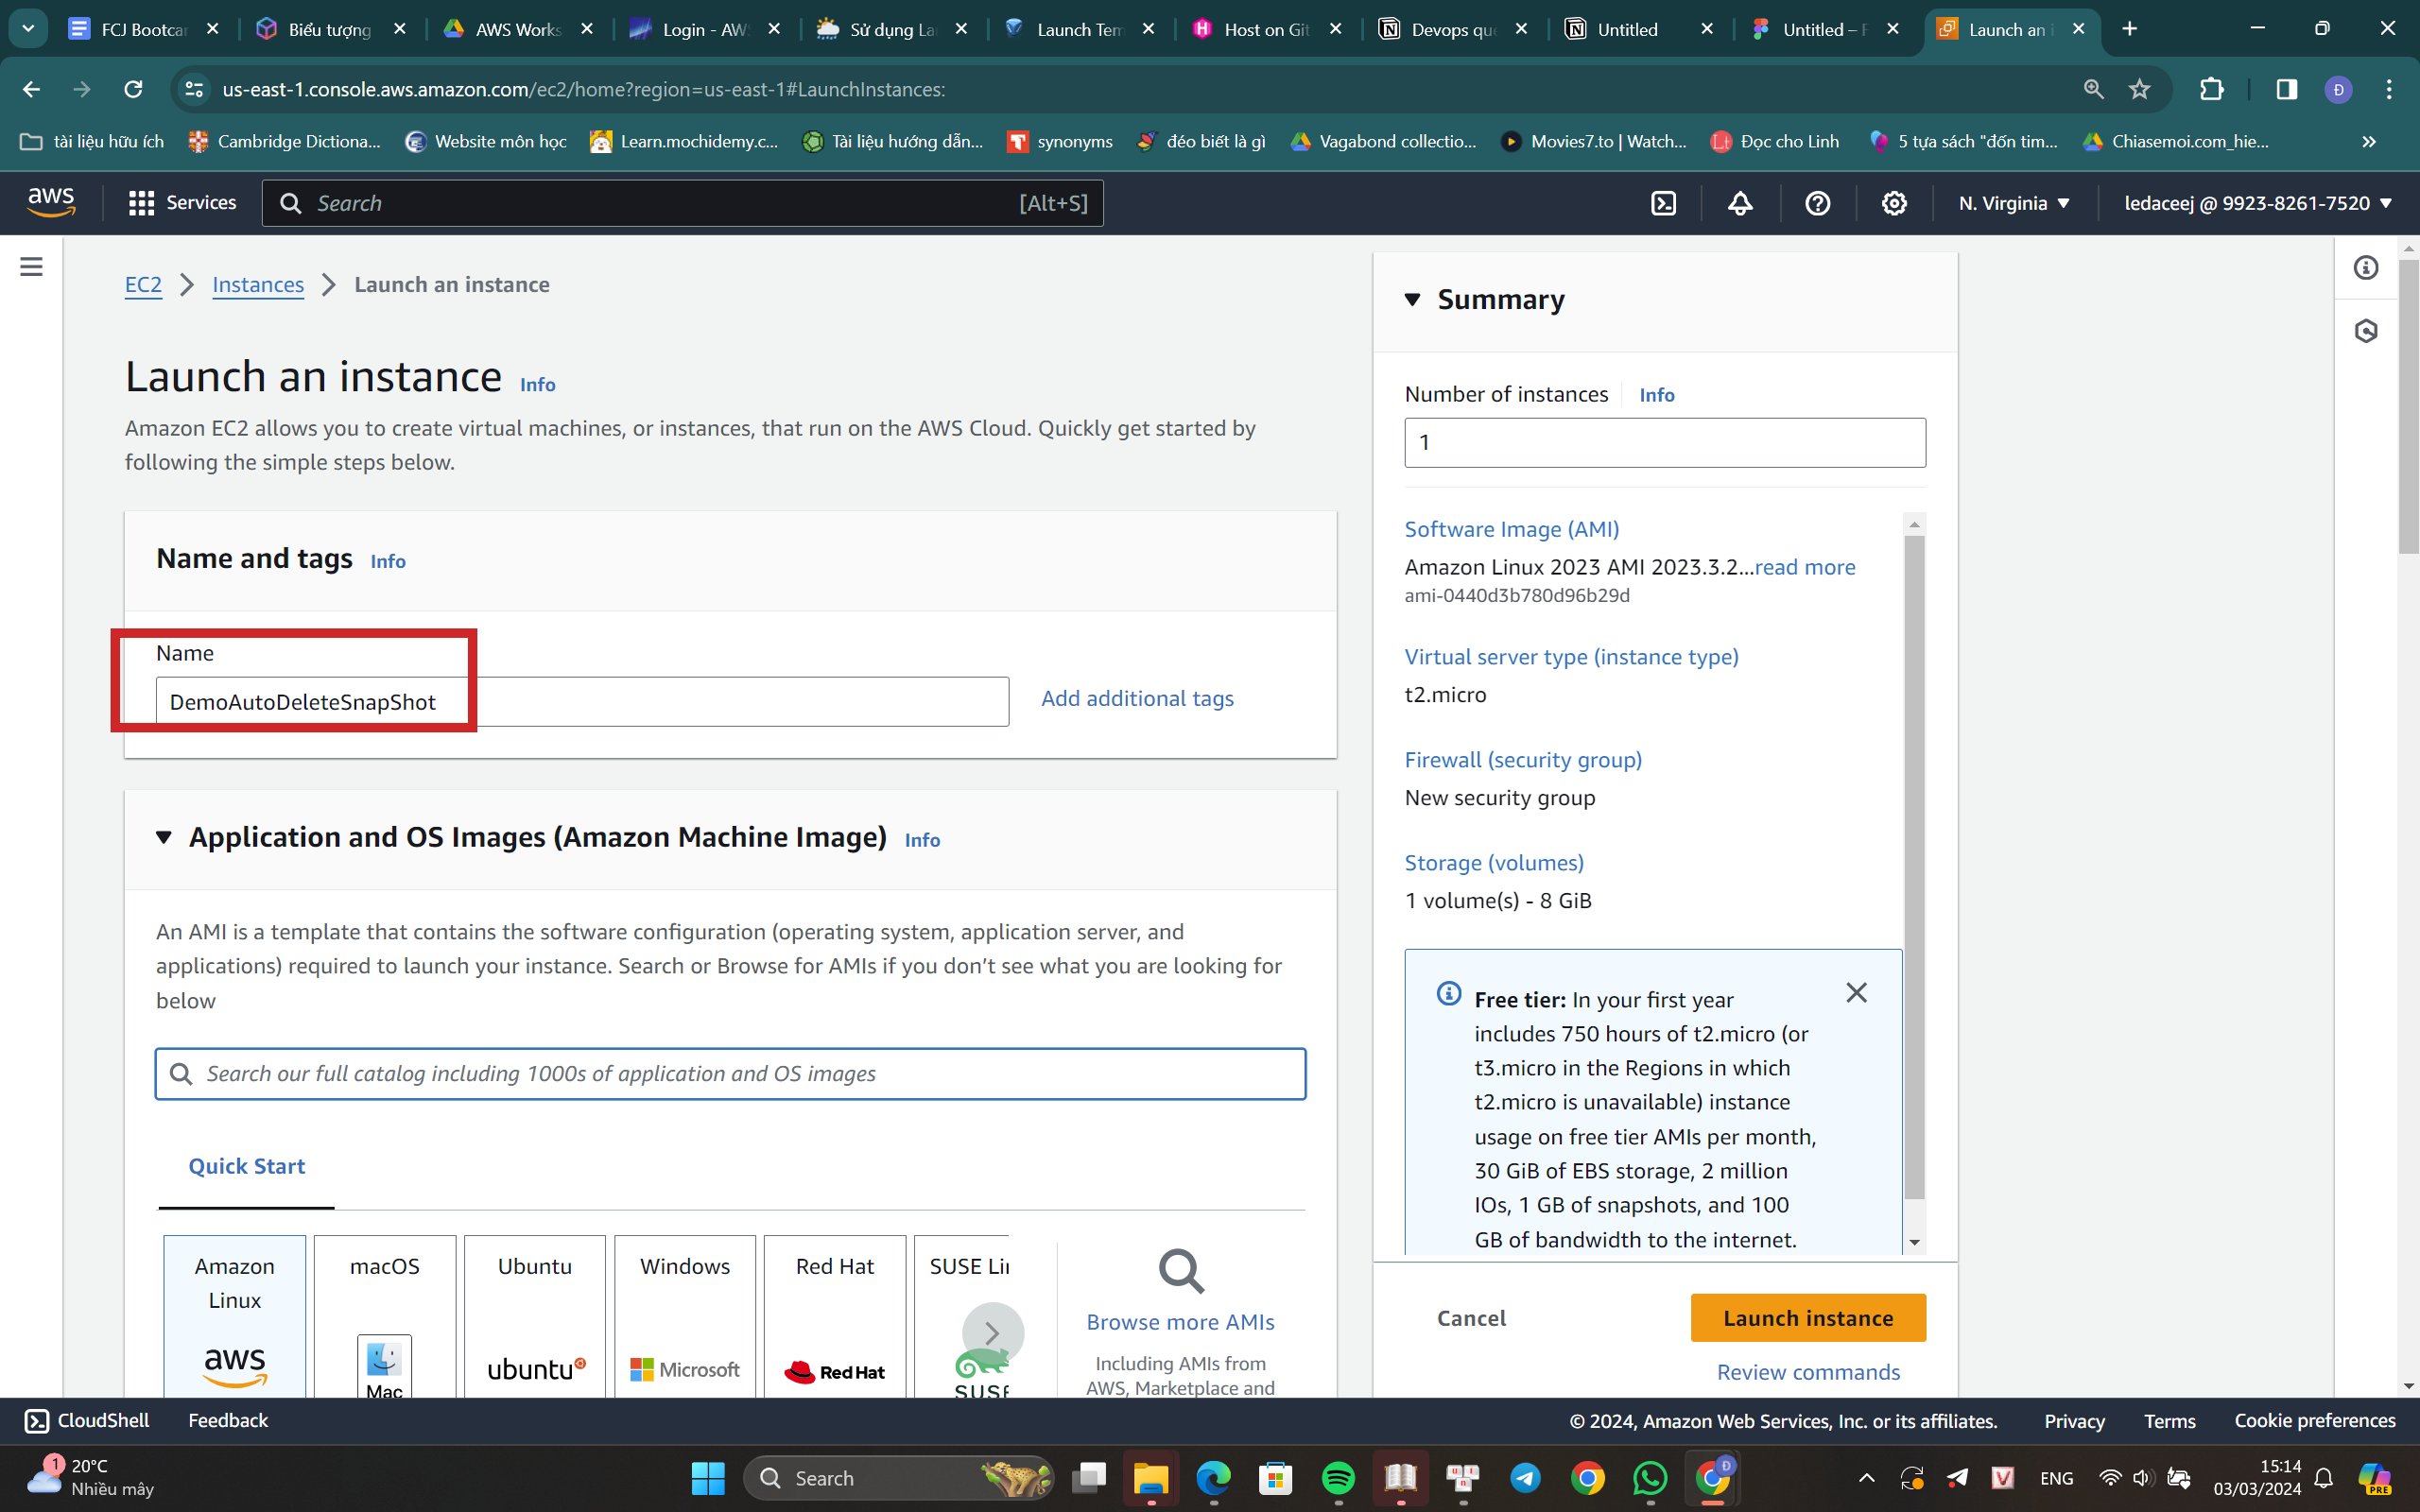 FCJ Bootcar
Biểu tượng
AWS Works
Login - AW
Sử dụng La
Launch Tem
Host on Git
Devops que
Untitled
Untitled – F
Launch an i
us-east-1.console.aws.amazon.com/ec2/home?region=us-east-1#LaunchInstances:
Đ
tài liệu hữu ích
Cambridge Dictiona...
Website môn học
Learn.mochidemy.c...
Tài liệu hướng dẫn...
synonyms
đéo biết là gì
Vagabond collectio...
Movies7.to | Watch...
Đọc cho Linh
5 tựa sách "đốn tim...
Chiasemoi.com_hie...
aws
Services
Search
[Alt+S]
N. Virginia
ledaceej @ 9923-8261-7520
EC2
Instances
Launch an instance
Launch an instance Info
Amazon EC2 allows you to create virtual machines, or instances, that run on the AWS Cloud. Quickly get started by
following the simple steps below.
Name and tags Info
Name
DemoAutoDeleteSnapShot
Add additional tags
Application and OS Images (Amazon Machine Image) Info
An AMI is a template that contains the software configuration (operating system, application server, and
applications) required to launch your instance. Search or Browse for AMIs if you don't see what you are looking for
below
Search our full catalog including 1000s of application and OS images
Quick Start
Amazon
Linux
aws
macOS
Mac
Ubuntu
ubuntu
Windows
Microsoft
Red Hat
Red Hat
SUSE Li
SUSE
Browse more AMIs
Including AMIs from
AWS, Marketplace and
Summary
Number of instances Info
1
Software Image (AMI)
Amazon Linux 2023 AMI 2023.3.2...read more
ami-0440d3b780d96b29d
Virtual server type (instance type)
t2.micro
Firewall (security group)
New security group
Storage (volumes)
1 volume(s) - 8 GiB
Free tier: In your first year
includes 750 hours of t2.micro (or
t3.micro in the Regions in which
t2.micro is unavailable) instance
usage on free tier AMIs per month,
30 GiB of EBS storage, 2 million
IOs, 1 GB of snapshots, and 100
GB of bandwidth to the internet.
Cancel
Launch instance
Review commands
CloudShell
Feedback
© 2024, Amazon Web Services, Inc. or its affiliates.
Privacy
Terms
Cookie preferences
1
20°C
Nhiều mây
Search
Đ
ENG
15:14
03/03/2024
PRE